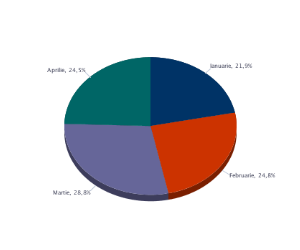 Ianuarie, 21,9%
Aprilie, 24,5%
Februarie, 24,8%
Martie, 28,8%